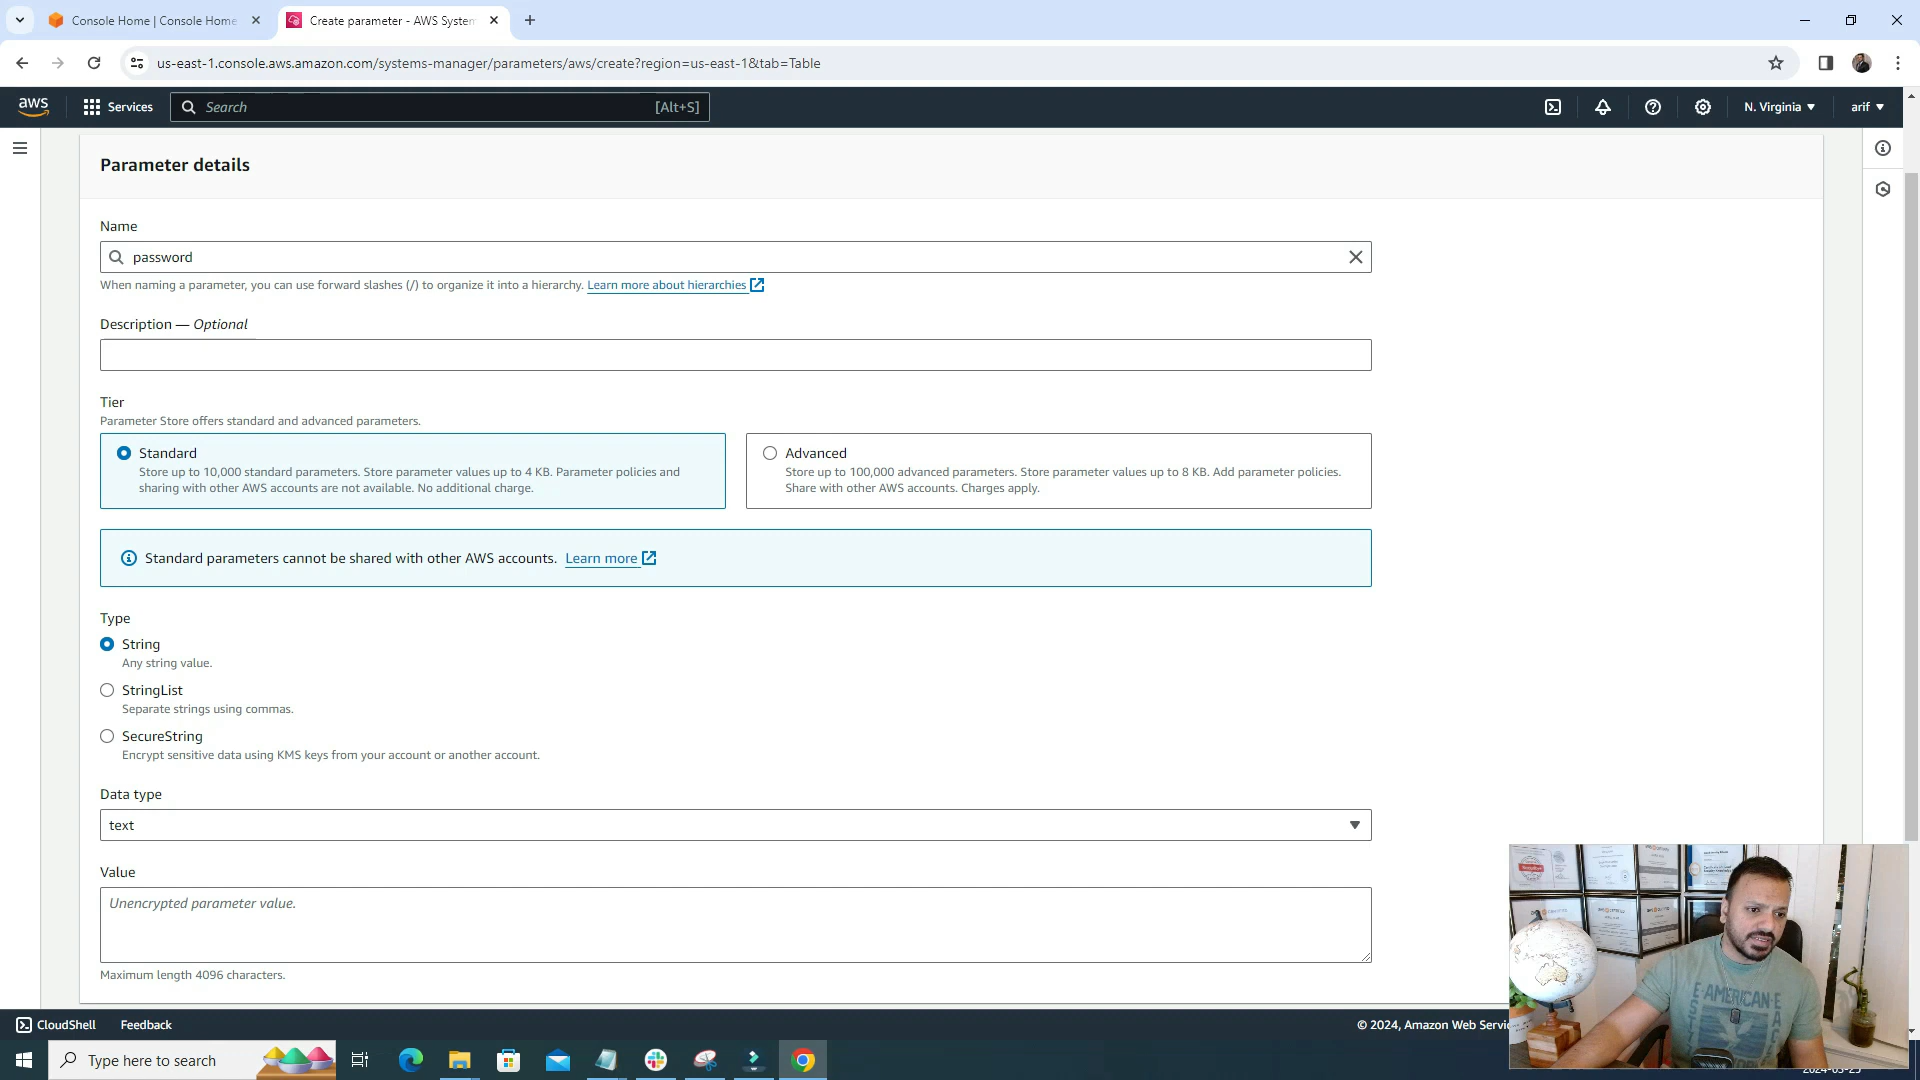 Console Home | Console Home
Create parameter - AWS System
us-east-1.console.aws.amazon.com/systems-manager/parameters/aws/create?region=us-east-1&tab=Table
aws
Services
Search
[Alt+S]
N. Virginia
arif
Parameter details
Name
password
When naming a parameter, you can use forward slashes (/) to organize it into a hierarchy. Learn more about hierarchies
Description — Optional
Tier
Parameter Store offers standard and advanced parameters.
Standard
Store up to 10,000 standard parameters. Store parameter values up to 4 KB. Parameter policies and
sharing with other AWS accounts are not available. No additional charge.
Advanced
Store up to 100,000 advanced parameters. Store parameter values up to 8 KB. Add parameter policies.
Share with other AWS accounts. Charges apply.
Standard parameters cannot be shared with other AWS accounts. Learn more
Type
String
Any string value.
StringList
Separate strings using commas.
SecureString
Encrypt sensitive data using KMS keys from your account or another account.
Data type
text
Value
Unencrypted parameter value.
Maximum length 4096 characters.
CloudShell
Feedback
© 2024, Amazon Web Servi
Type here to search
AMERICAN